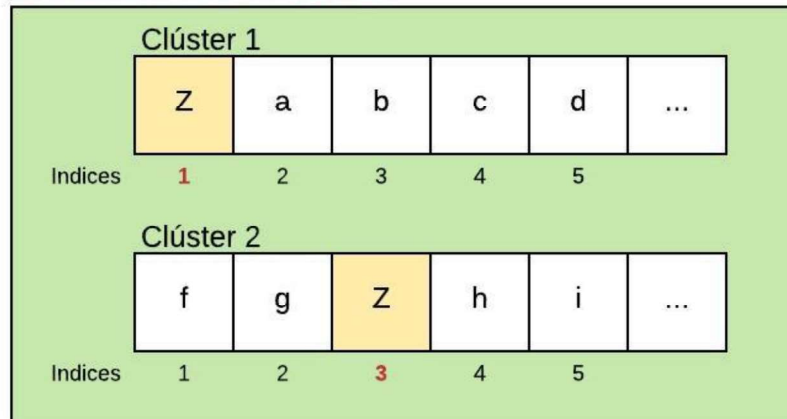 Clúster 1
Z a b c d ...
Indices 1 2 3 4 5
Clúster 2
f g Z h i ...
Indices 1 2 3 4 5